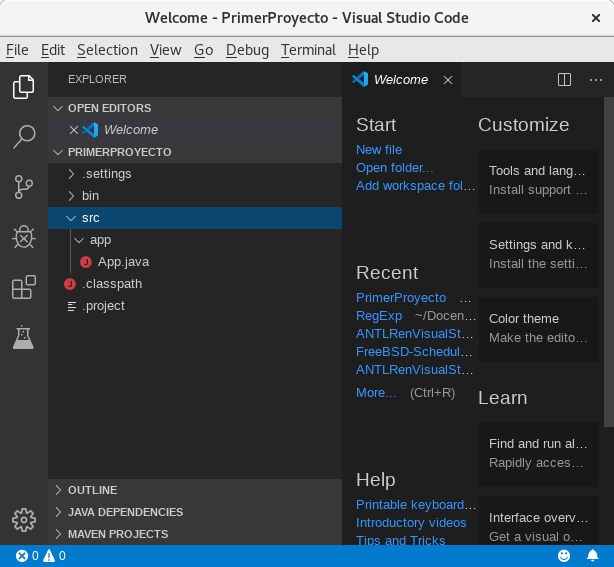 Welcome - PrimerProyecto - Visual Studio Code
File Edit Selection View Go Debug Terminal Help
EXPLORER
OPEN EDITORS
Welcome
PRIMERPROYECTO
.settings
bin
src
app
App.java
.classpath
.project
OUTLINE
JAVA DEPENDENCIES
MAVEN PROJECTS
Welcome
Start
New file
Open folder...
Add workspace fol...
Recent
PrimerProyecto ...
RegExp ~/Docen...
ANTLRenVisualSt...
FreeBSD-Schedul...
ANTLRenVisualSt...
More... (Ctrl+R)
Help
Printable keyboard...
Introductory videos
Tips and Tricks
Customize
Tools and lang...
Install support ...
Settings and k...
Install the setti...
Color theme
Make the edito...
Learn
Find and run al...
Rapidly acces...
Interface overv...
Get a visual o...
0 0